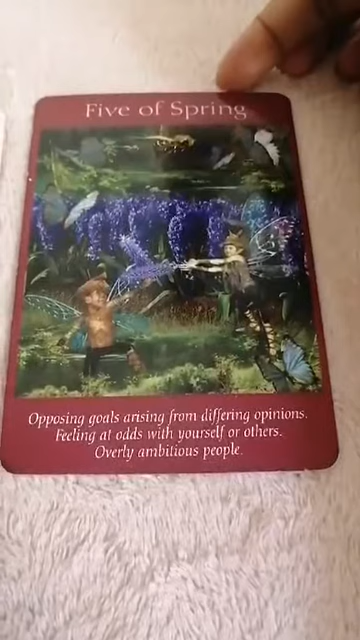 Five of Spring
Opposing goals arising from differing opinions.
Feeling at odds with yourself or others.
Overly ambitious people.